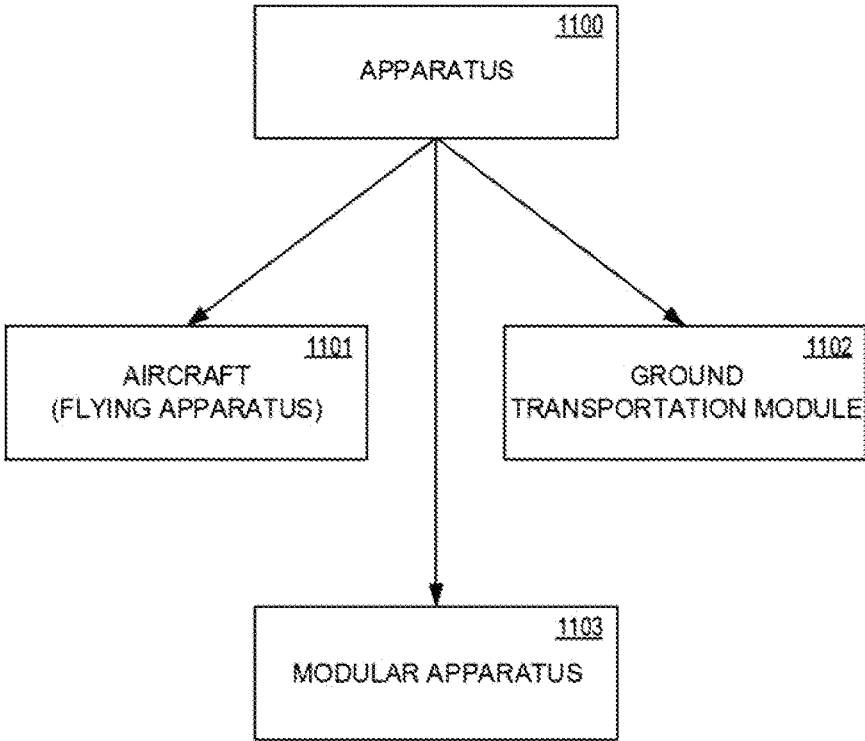 1100
APPARATUS
1101
AIRCRAFT
(FLYING APPARATUS)
1102
GROUND
TRANSPORTATION MODULE
1103
MODULAR APPARATUS